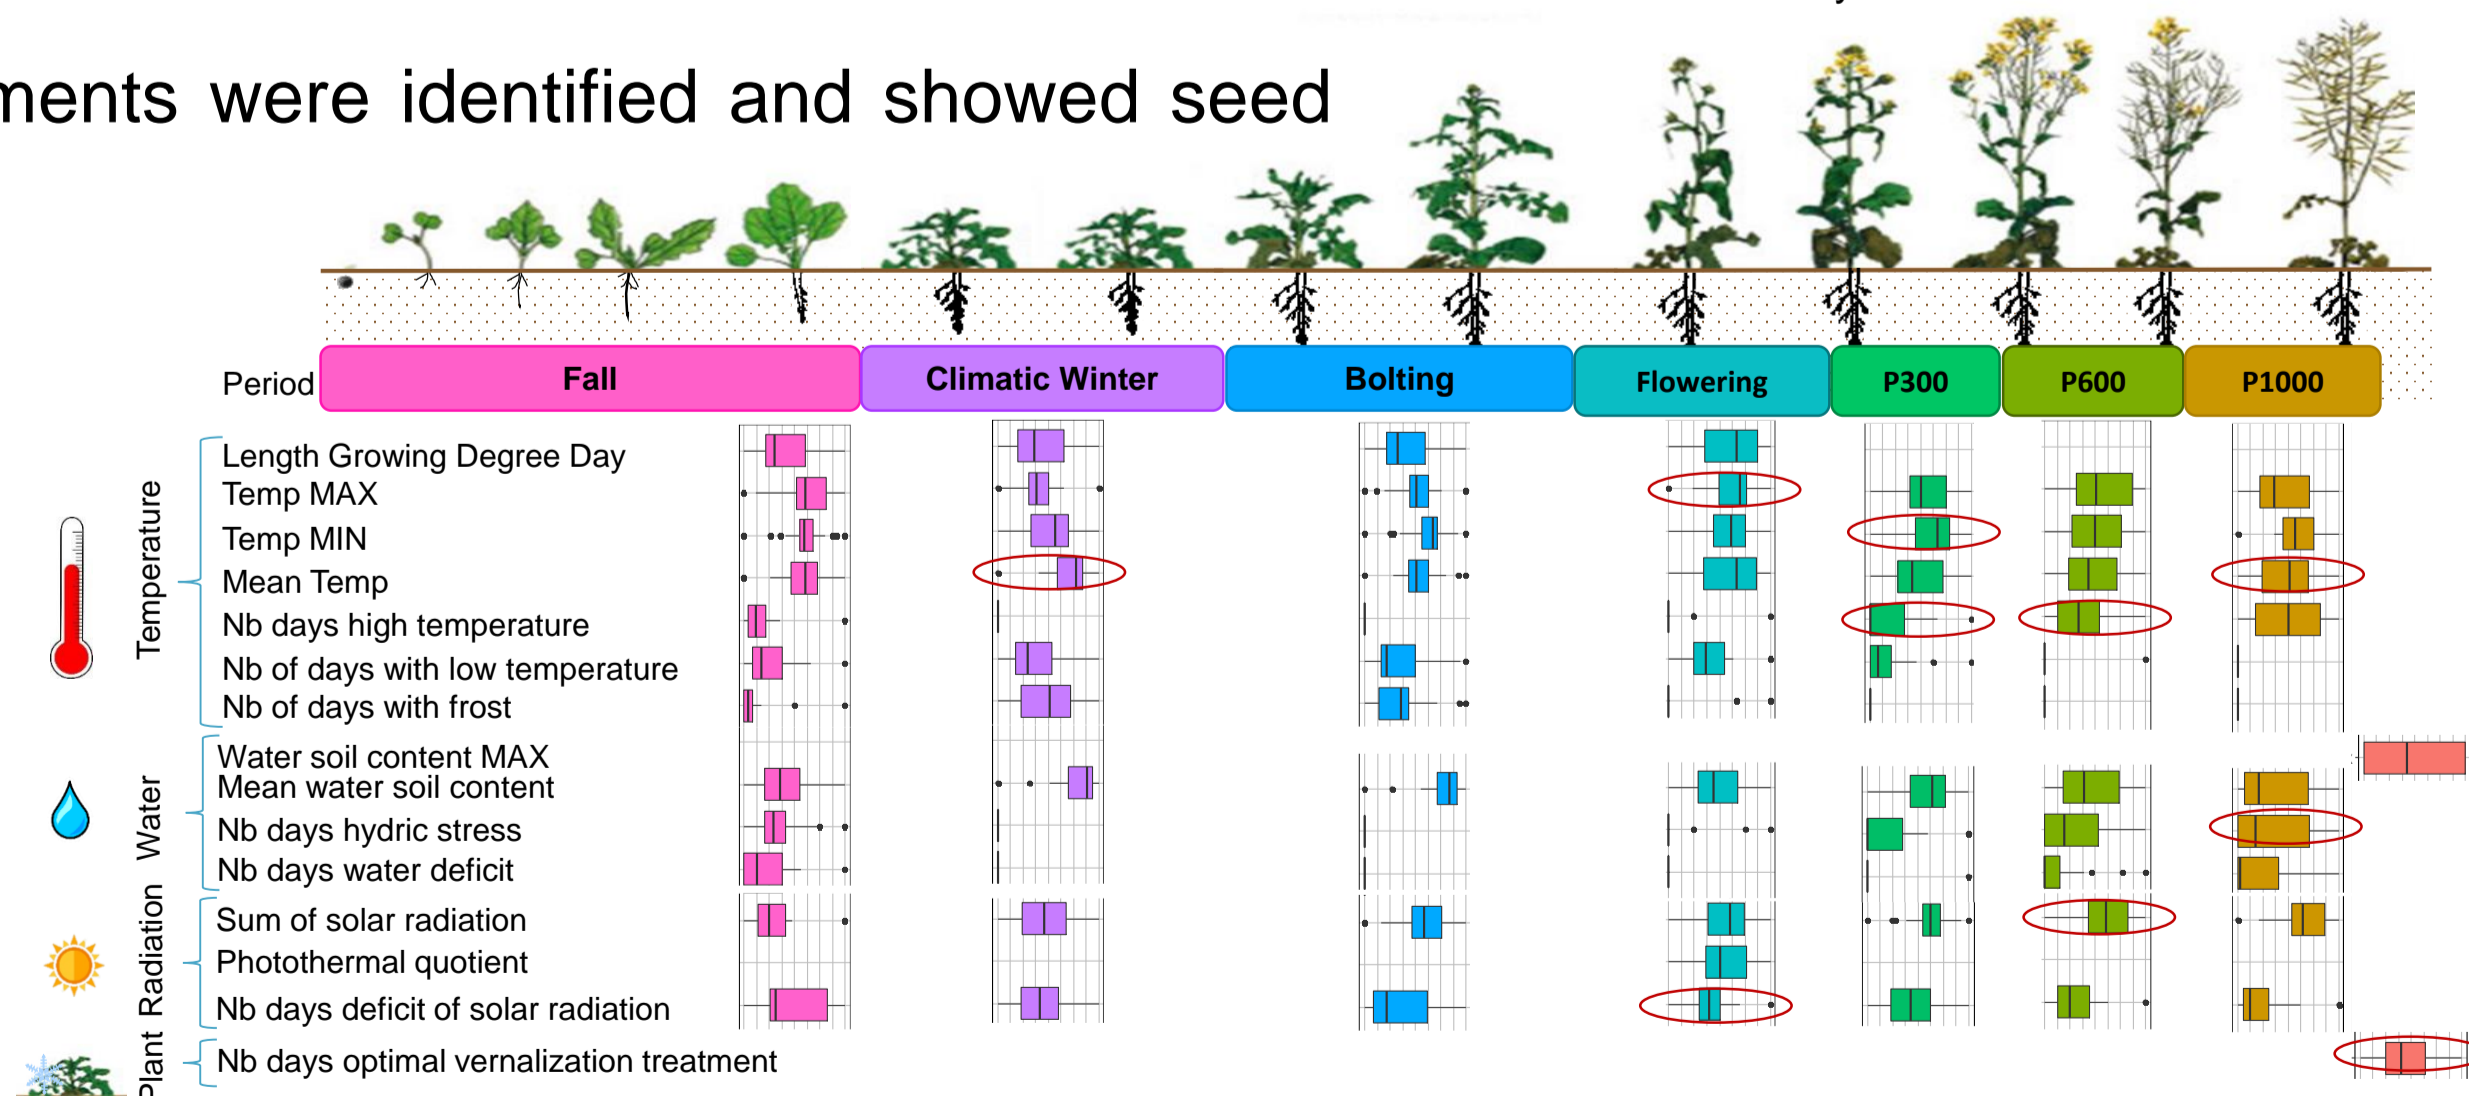 ments were identified and showed seed
Period
Fall
Climatic Winter
Bolting
Flowering
P300
P600
P1000
Temperature
Length Growing Degree Day
Temp MAX
Temp MIN
Mean Temp
Nb days high temperature
Nb of days with low temperature
Nb of days with frost
Water
Water soil content MAX
Mean water soil content
Nb days hydric stress
Nb days water deficit
Radiation
Sum of solar radiation
Photothermal quotient
Nb days deficit of solar radiation
Plant
Nb days optimal vernalization treatment